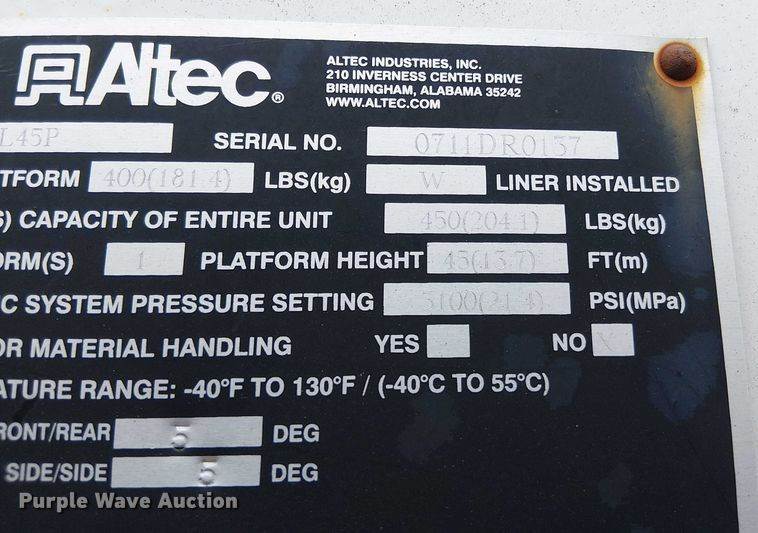 Altec®
ALTEC INDUSTRIES, INC.
210 INVERNESS CENTER DRIVE
BIRMINGHAM, ALABAMA 35242
WWW.ALTEC.COM
L45P SERIAL NO. 0711DR0157
TFORM 400(181.4) LBS(kg) W LINER INSTALLED
S) CAPACITY OF ENTIRE UNIT 450(204.1) LBS(kg)
ORM(S) 1 PLATFORM HEIGHT 45(13.7) FT(m)
C SYSTEM PRESSURE SETTING 3100(21.4) PSI(MPa)
OR MATERIAL HANDLING YES NO X
ATURE RANGE: -40°F TO 130°F / (-40°C TO 55°C)
RONT/REAR 5 DEG
SIDE/SIDE 5 DEG
Purple Wave Auction